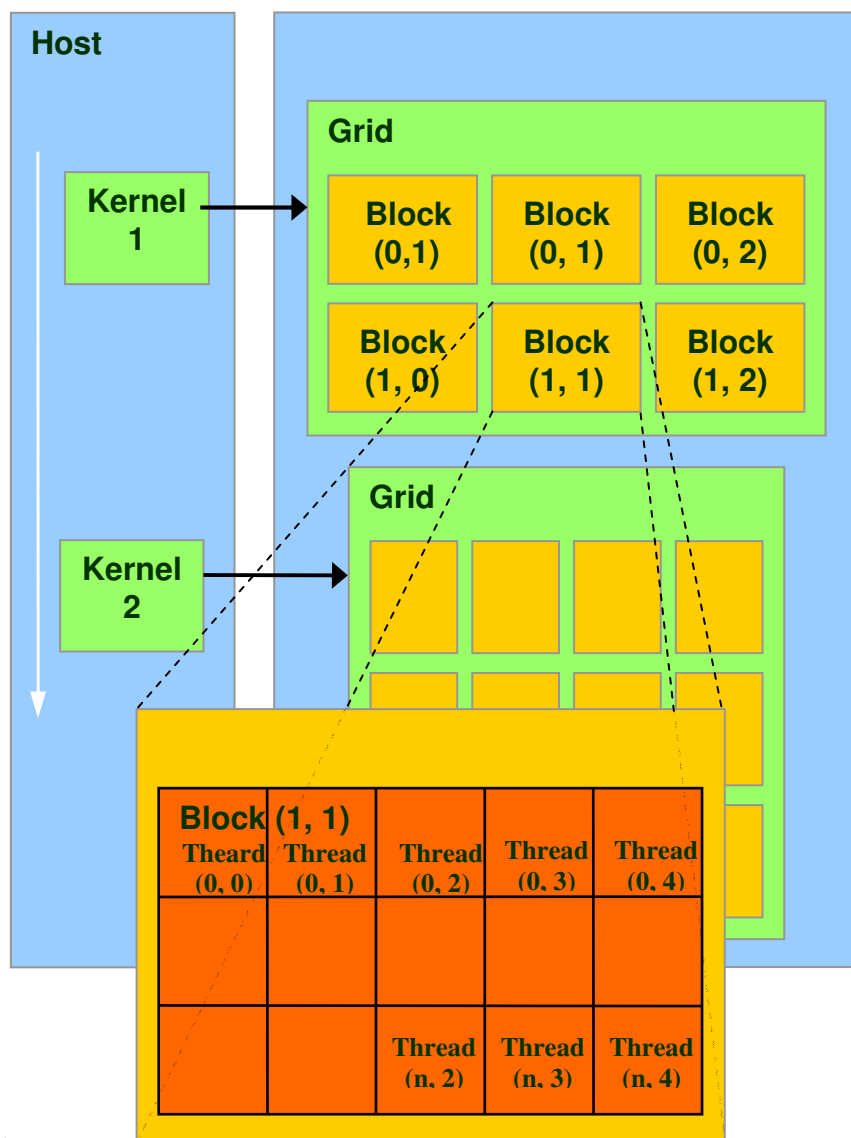 Host
Grid
Kernel
1
Block
(0,1)
Block
(0, 1)
Block
(0, 2)
Block
(1, 0)
Block
(1, 1)
Block
(1, 2)
Grid
Kernel
2
Block (1, 1)
Theard
(0, 0)
Thread
(0, 1)
Thread
(0, 2)
Thread
(0, 3)
Thread
(0, 4)
Thread
(n, 2)
Thread
(n, 3)
Thread
(n, 4)